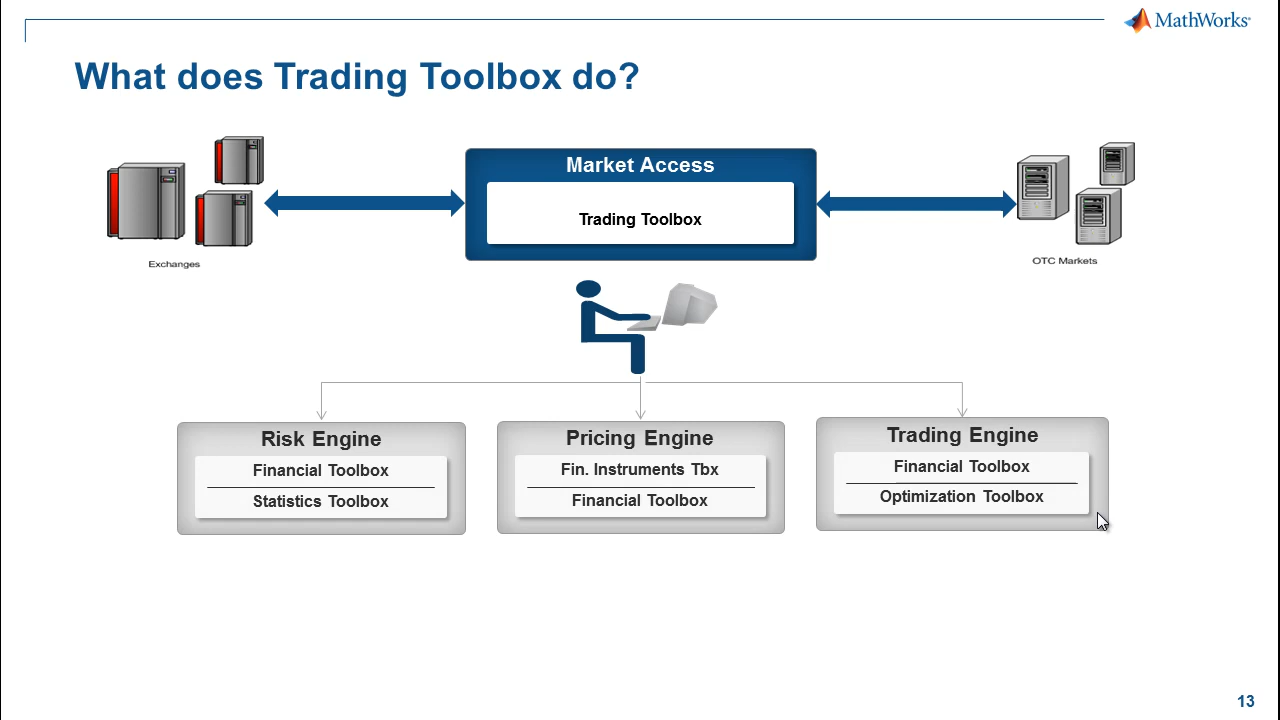 MathWorks®
What does Trading Toolbox do?
Market Access
Trading Toolbox
Exchanges
OTC Markets
Risk Engine
Financial Toolbox
Statistics Toolbox
Pricing Engine
Fin. Instruments Tbx
Financial Toolbox
Trading Engine
Financial Toolbox
Optimization Toolbox
13